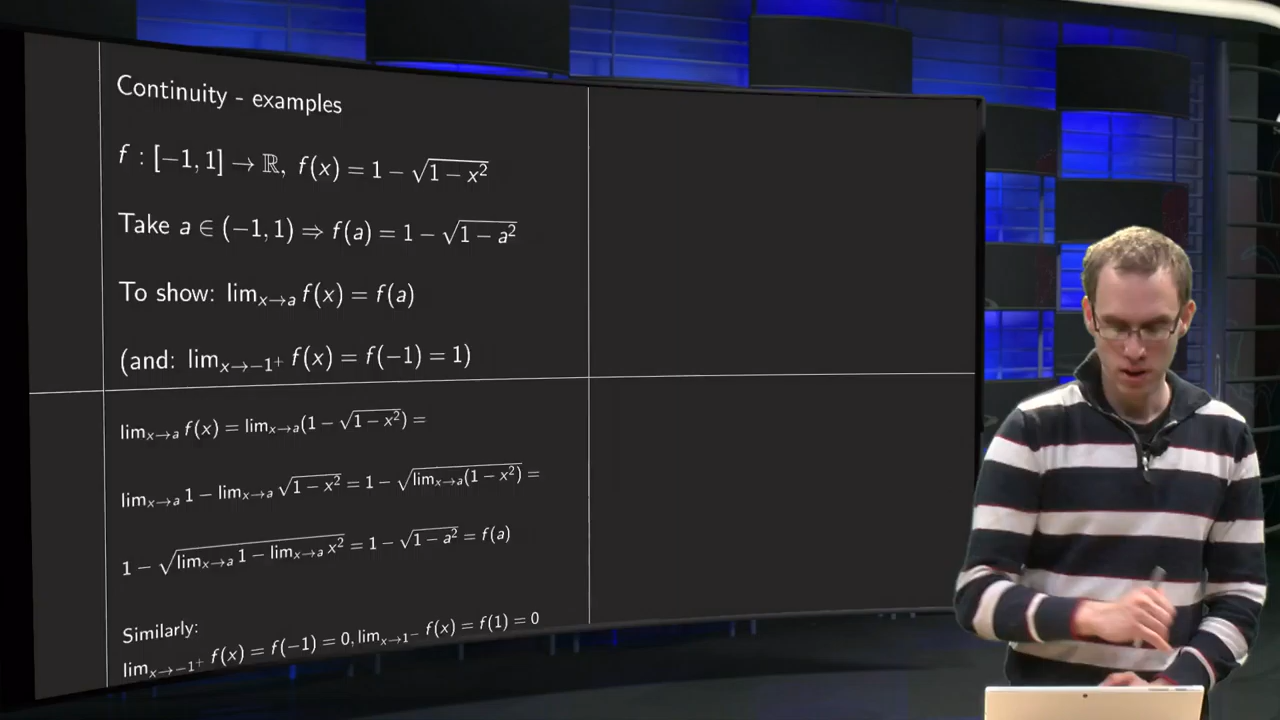 Continuity - examples
f : [−1, 1] → ℝ, f(x) = 1 − √(1 − x²)
Take a ∈ (−1, 1) ⇒ f(a) = 1 − √(1 − a²)
To show: lim_{x→a} f(x) = f(a)
(and: lim_{x→−1⁺} f(x) = f(−1) = 1)
lim_{x→a} f(x) = lim_{x→a}(1 − √(1 − x²)) =
lim_{x→a} 1 − lim_{x→a} √(1 − x²) = 1 − √(lim_{x→a}(1 − x²)) =
1 − √(lim_{x→a} 1 − lim_{x→a} x²) = 1 − √(1 − a²) = f(a)
Similarly:
lim_{x→−1⁺} f(x) = f(−1) = 0, lim_{x→1⁻} f(x) = f(1) = 0